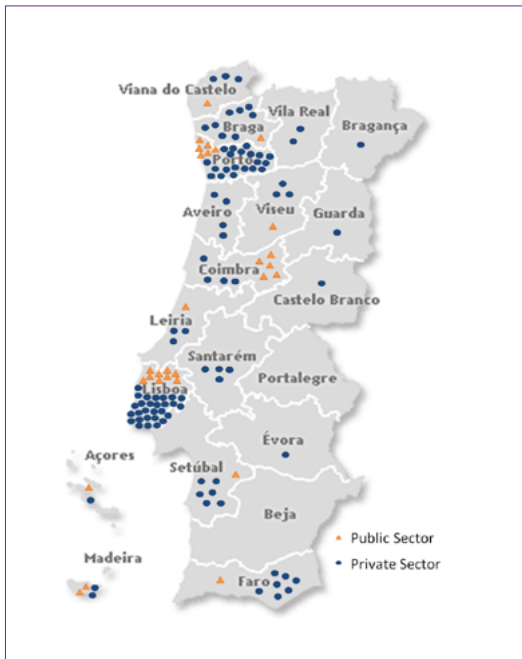 Viana do Castelo
Vila Real
Braga
Bragança
Porto
Aveiro
Viseu
Guarda
Coimbra
Castelo Branco
Leiria
Santarém
Portalegre
Lisboa
Évora
Açores
Setúbal
Beja
Public Sector
Madeira
Private Sector
Faro